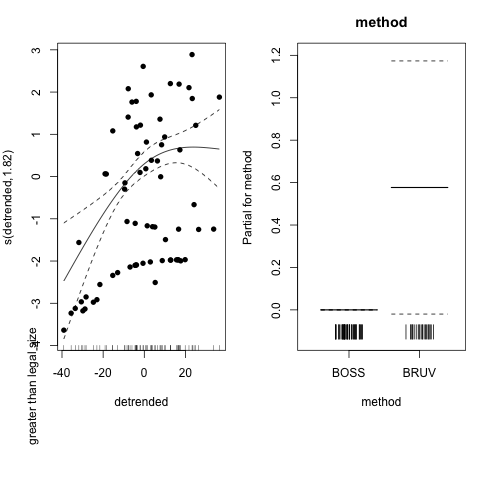 method
s(detrended,1.82)
greater than legal size
3
2
1
0
-1
-2
-3
-4
-40
-20
0
20
detrended
Partial for method
1.2
1.0
0.8
0.6
0.4
0.2
0.0
BOSS
BRUV
method